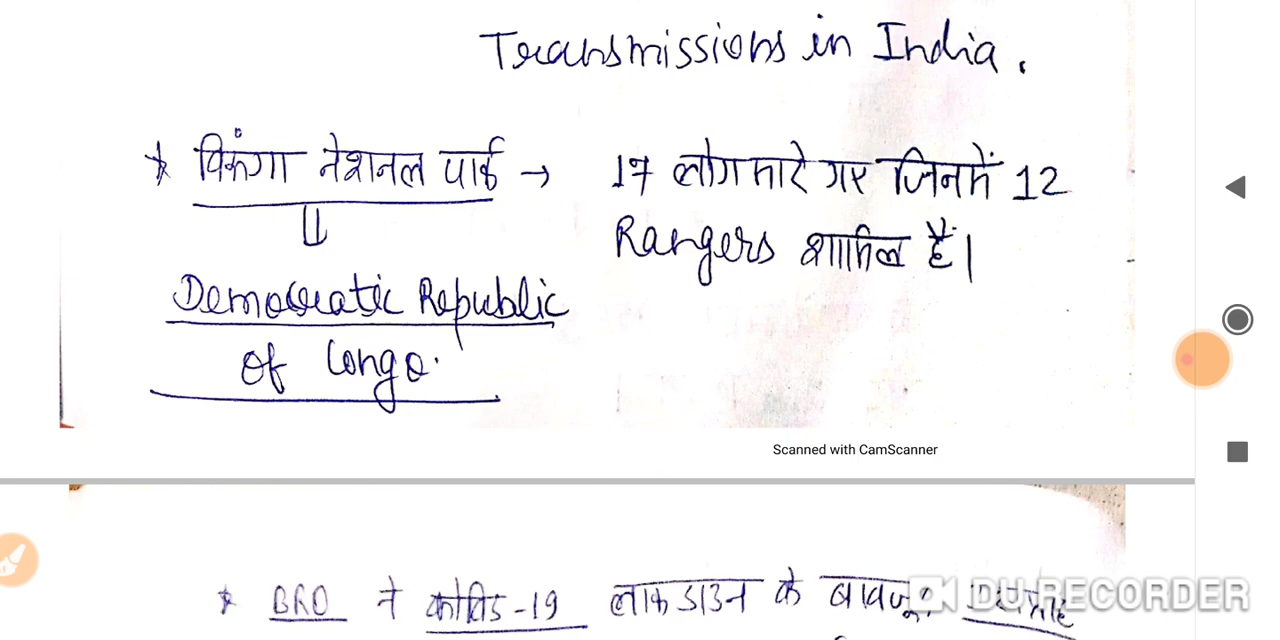 Transmissions in India.
* विरुंगा नेशनल पार्क → 17 लोग मारे गए जिनमें 12
⇓ Rangers शामिल हैं।
Democratic Republic
of Congo.
Scanned with CamScanner
* BRO ने कोविड-19 लाकडाउन के
DU RECORDER